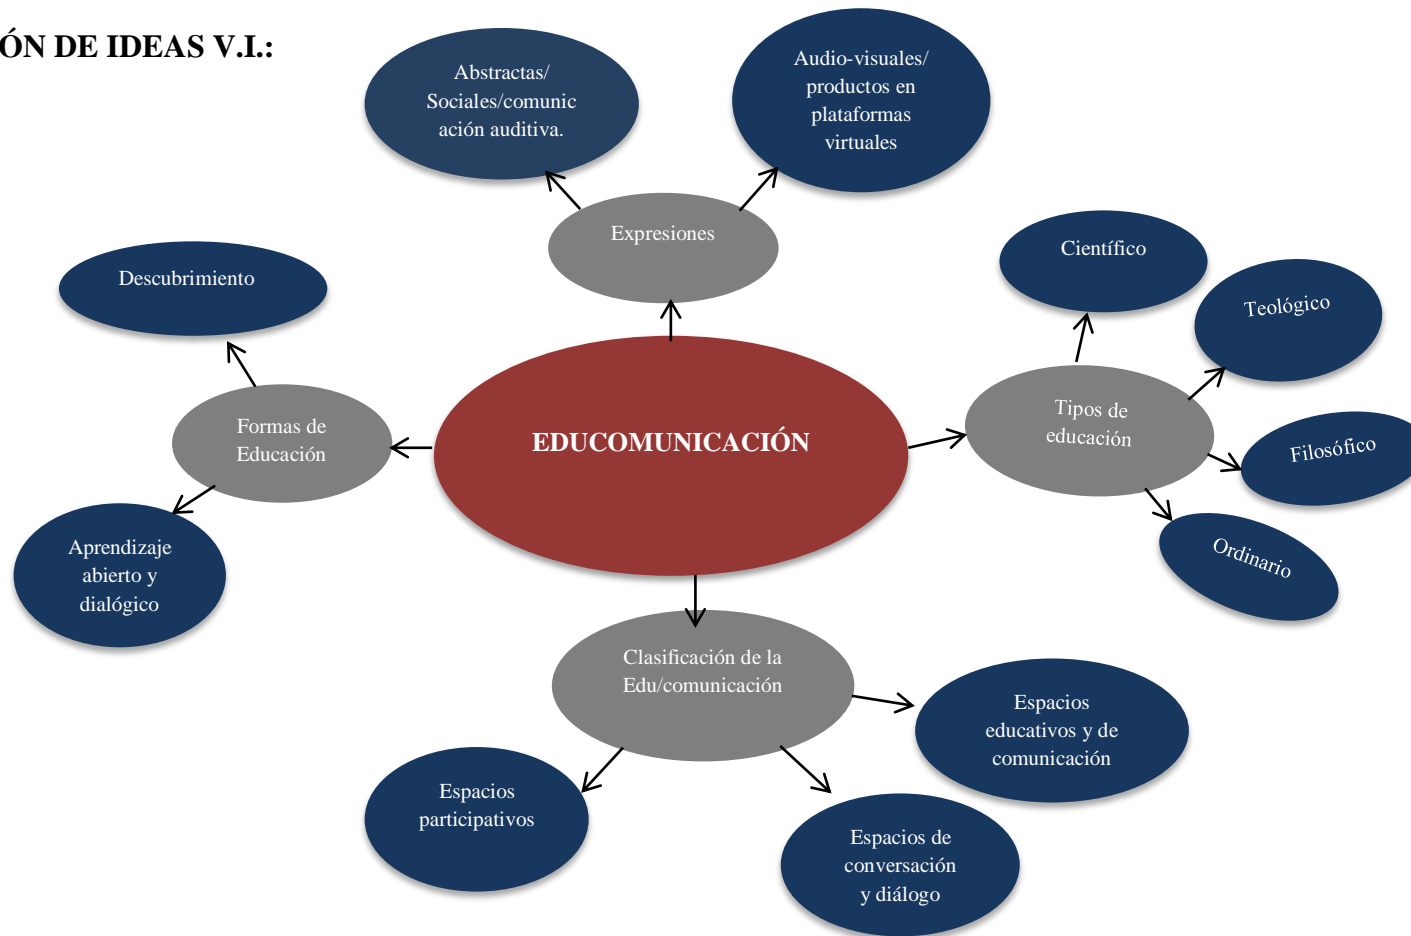 ÓN DE IDEAS V.I.:
Abstractas/
Sociales/comunic
ación auditiva.
Audio-visuales/
productos en
plataformas
virtuales
Expresiones
Científico
Teológico
Descubrimiento
Tipos de
educación
Formas de
Educación
EDUCOMUNICACIÓN
Filosófico
Ordinario
Aprendizaje
abierto y
dialógico
Clasificación de la
Edu/comunicación
Espacios
educativos y de
comunicación
Espacios
participativos
Espacios de
conversación
y diálogo